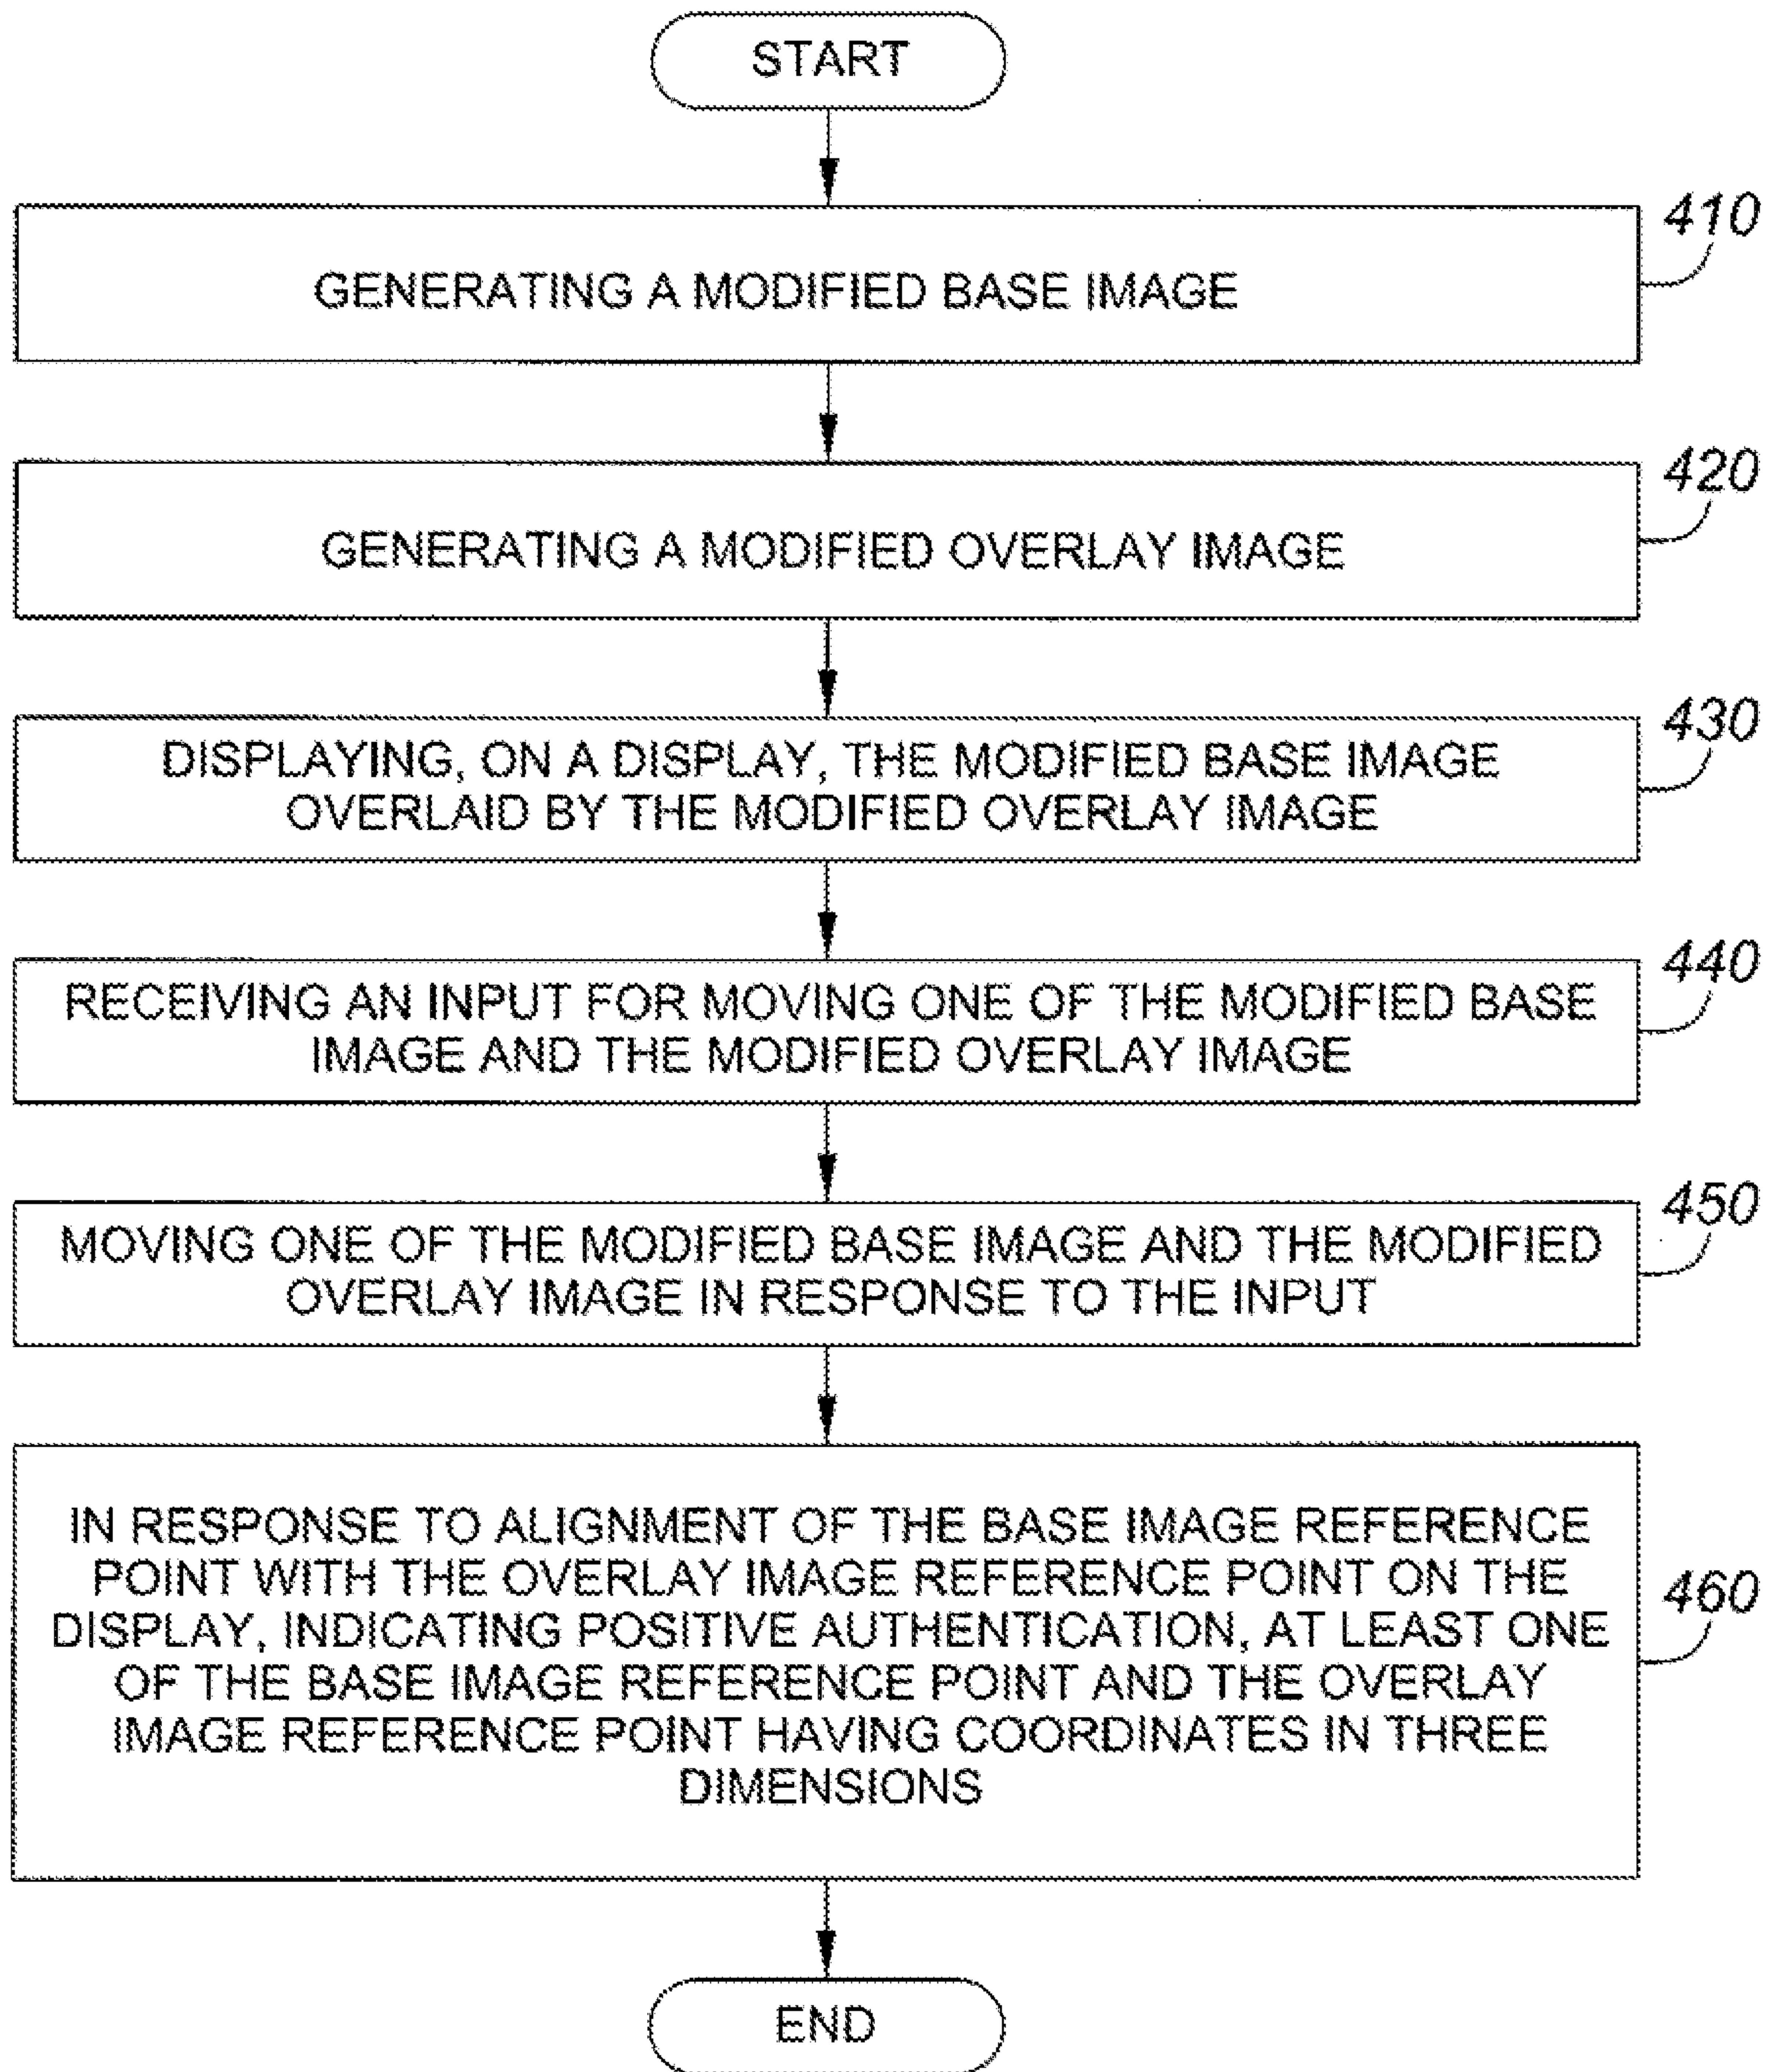 START
410
GENERATING A MODIFIED BASE IMAGE
420
GENERATING A MODIFIED OVERLAY IMAGE
430
DISPLAYING, ON A DISPLAY, THE MODIFIED BASE IMAGE
OVERLAID BY THE MODIFIED OVERLAY IMAGE
440
RECEIVING AN INPUT FOR MOVING ONE OF THE MODIFIED BASE
IMAGE AND THE MODIFIED OVERLAY IMAGE
450
MOVING ONE OF THE MODIFIED BASE IMAGE AND THE MODIFIED
OVERLAY IMAGE IN RESPONSE TO THE INPUT
460
IN RESPONSE TO ALIGNMENT OF THE BASE IMAGE REFERENCE
POINT WITH THE OVERLAY IMAGE REFERENCE POINT ON THE
DISPLAY, INDICATING POSITIVE AUTHENTICATION, AT LEAST ONE
OF THE BASE IMAGE REFERENCE POINT AND THE OVERLAY
IMAGE REFERENCE POINT HAVING COORDINATES IN THREE
DIMENSIONS
END